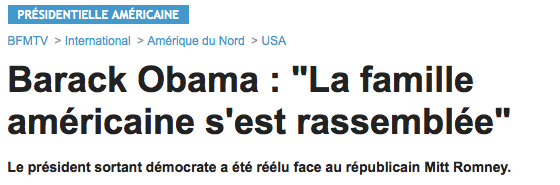 PRÉSIDENTIELLE AMÉRICAINE
BFMTV > International > Amérique du Nord > USA
Barack Obama : "La famille
américaine s'est rassemblée"
Le président sortant démocrate a été réélu face au républicain Mitt Romney.